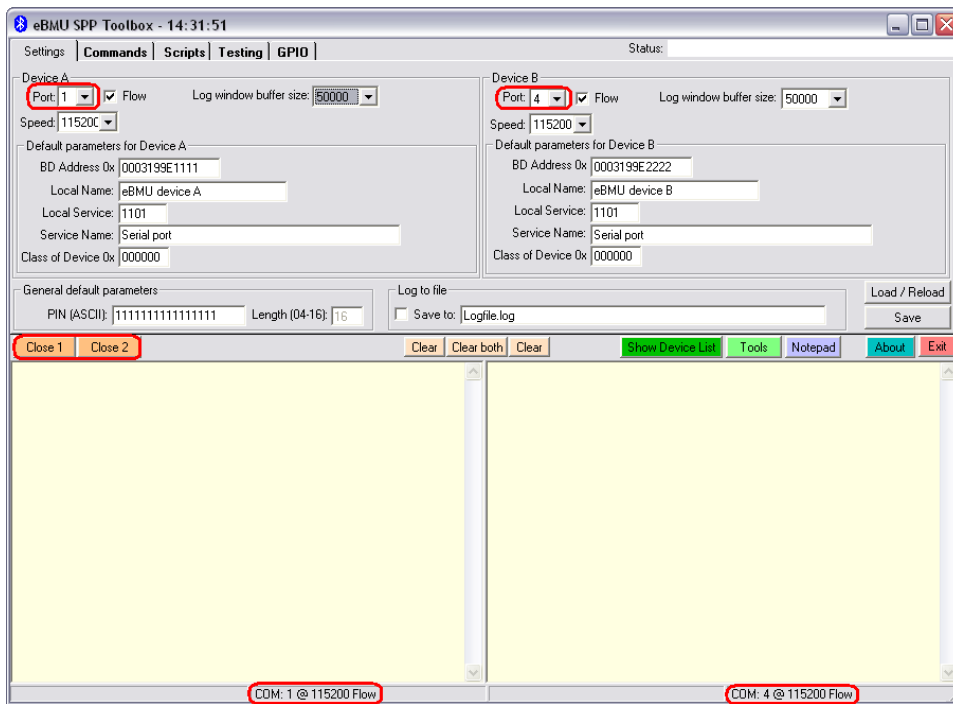 eBMU SPP Toolbox - 14:31:51
Settings Commands Scripts Testing GPIO Status:
Device A
Port: 1 Flow Log window buffer size: 50000
Speed: 115200
Default parameters for Device A
BD Address 0x 0003199E1111
Local Name: eBMU device A
Local Service: 1101
Service Name: Serial port
Class of Device 0x 000000
Device B
Port: 4 Flow Log window buffer size: 50000
Speed: 115200
Default parameters for Device B
BD Address 0x 0003199E2222
Local Name: eBMU device B
Local Service: 1101
Service Name: Serial port
Class of Device 0x 000000
General default parameters
PIN (ASCII): 1111111111111111 Length (04-16): 16
Log to file
Save to: Logfile.log
Load / Reload
Save
Close 1 Close 2 Clear Clear both Clear Show Device List Tools Notepad About Exit
COM: 1 @ 115200 Flow COM: 4 @ 115200 Flow